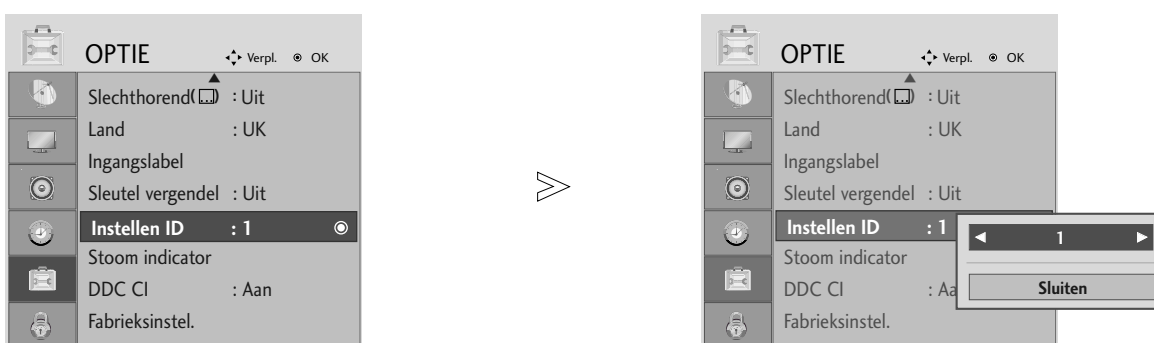 OPTIE Verpl. OK
Slechthorend( ) : Uit
Land : UK
Ingangslabel
Sleutel vergendel : Uit
Instellen ID : 1
Stoom indicator
DDC CI : Aan
Fabrieksinstel.
OPTIE Verpl. OK
Slechthorend( ) : Uit
Land : UK
Ingangslabel
Sleutel vergendel : Uit
Instellen ID : 1
◄ 1 ►
Stoom indicator
DDC CI : Aa
Sluiten
Fabrieksinstel.